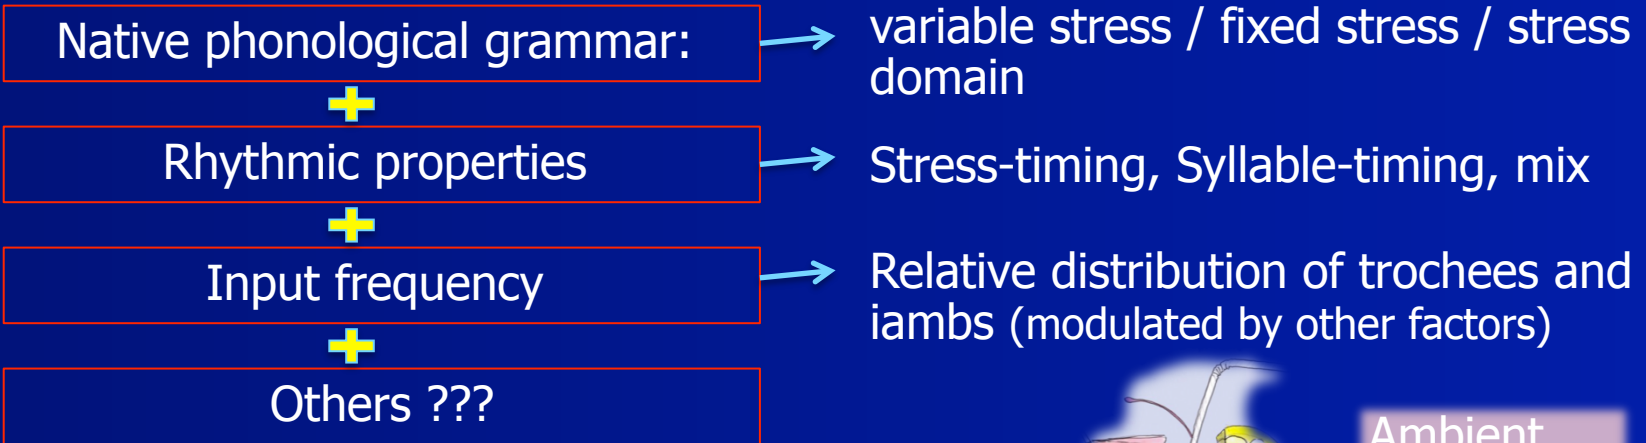 Native phonological grammar:
variable stress / fixed stress / stress
domain
Rhythmic properties
Stress-timing, Syllable-timing, mix
Input frequency
Relative distribution of trochees and
iambs (modulated by other factors)
Others ???
Ambient